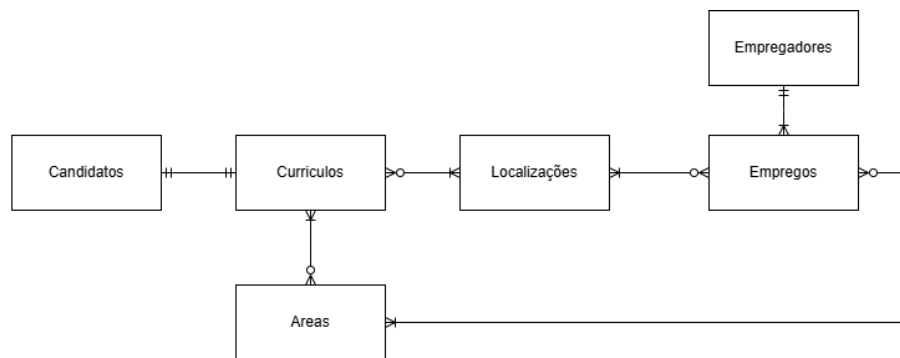 Empregadores
Candidatos
Curriculos
Localizações
Empregos
Areas